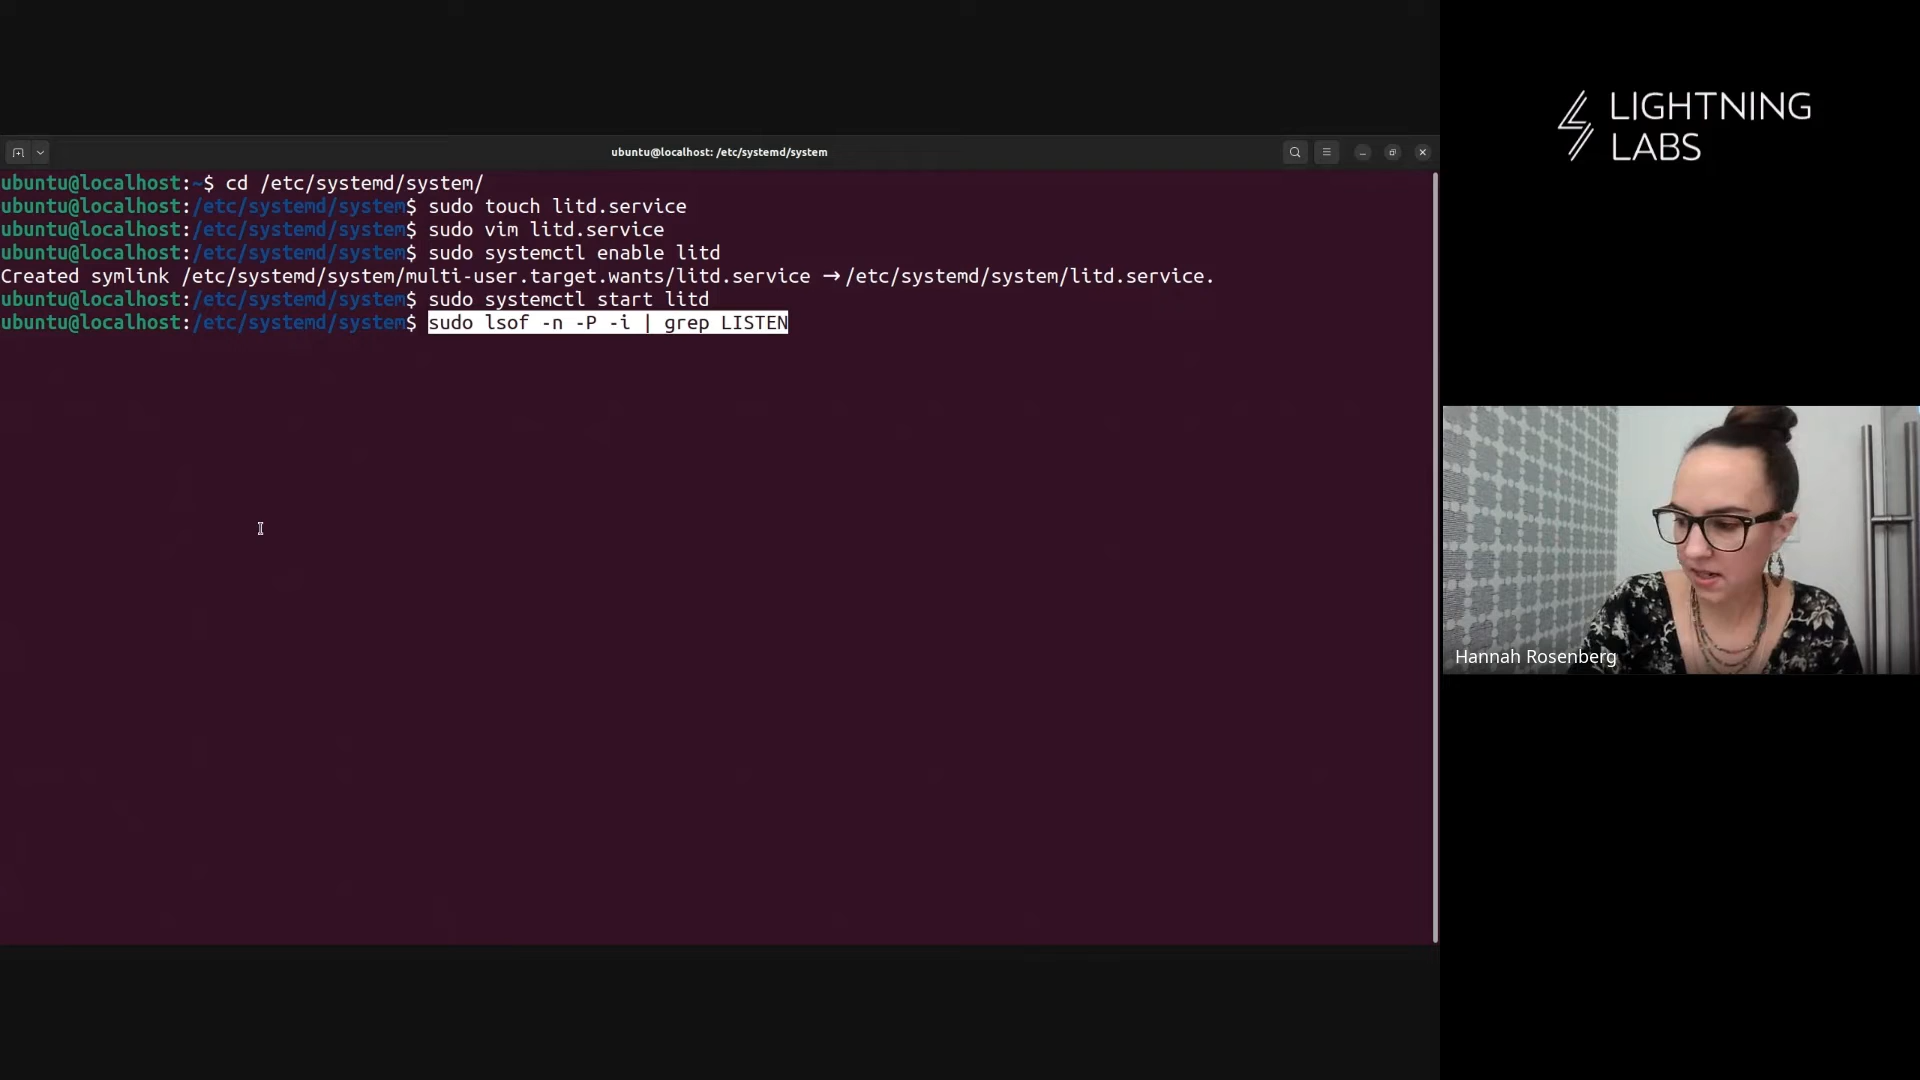 ubuntu@localhost: /etc/systemd/system
ubuntu@localhost:~$ cd /etc/systemd/system/
ubuntu@localhost:/etc/systemd/system$ sudo touch litd.service
ubuntu@localhost:/etc/systemd/system$ sudo vim litd.service
ubuntu@localhost:/etc/systemd/system$ sudo systemctl enable litd
Created symlink /etc/systemd/system/multi-user.target.wants/litd.service → /etc/systemd/system/litd.service.
ubuntu@localhost:/etc/systemd/system$ sudo systemctl start litd
ubuntu@localhost:/etc/systemd/system$ sudo lsof -n -P -i | grep LISTEN
LIGHTNING
LABS
Hannah Rosenberg